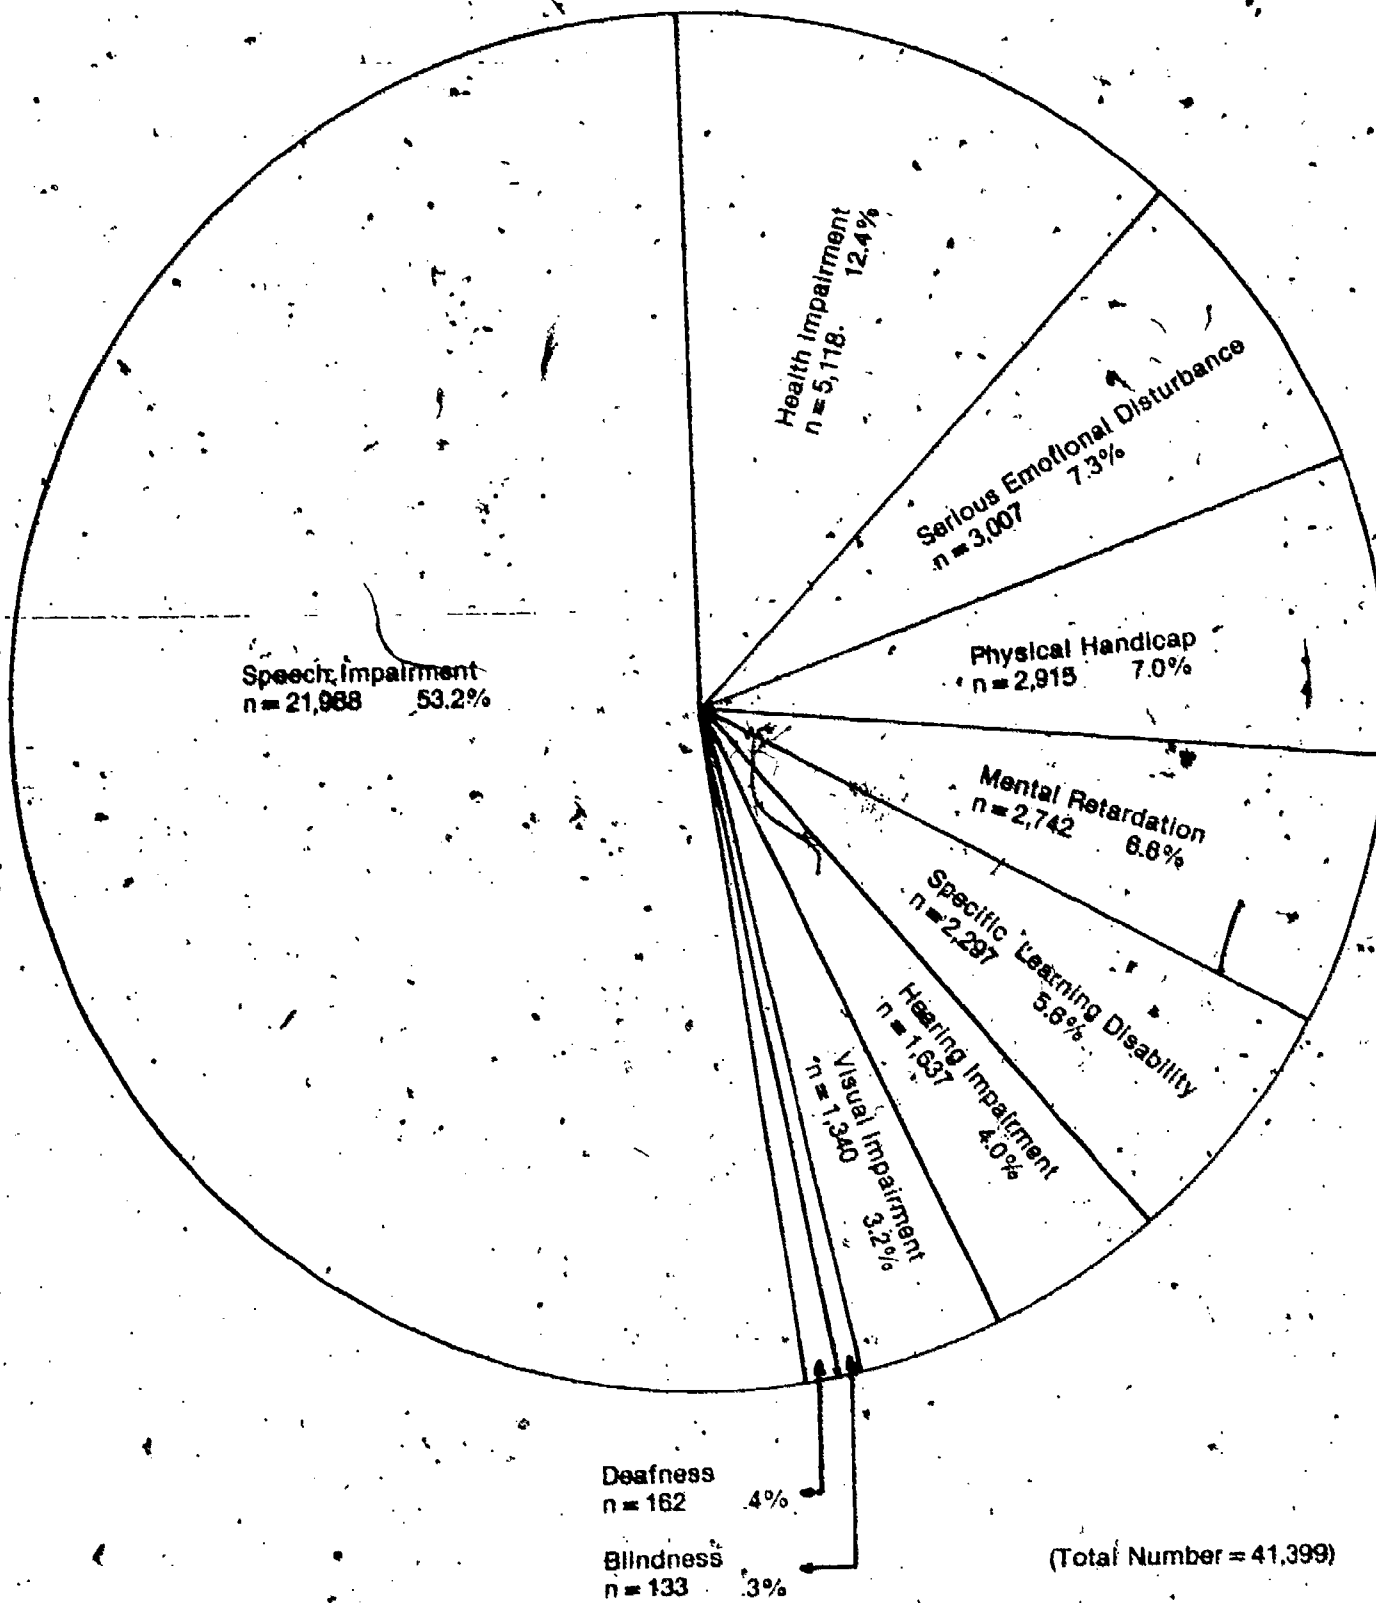 Health Impairment
n = 5,118 12.4%
Serious Emotional Disturbance
n = 3,007 7.3%
Physical Handicap
n = 2,915 7.0%
Speech Impairment
n = 21,988 53.2%
Mental Retardation
n = 2,742 6.6%
Specific Learning Disability
n = 2,297 5.6%
Hearing Impairment
n = 1,637 4.0%
Visual Impairment
n = 1,340 3.2%
Deafness
n = 162 .4%
Blindness
n = 133 .3%
(Total Number = 41,399)